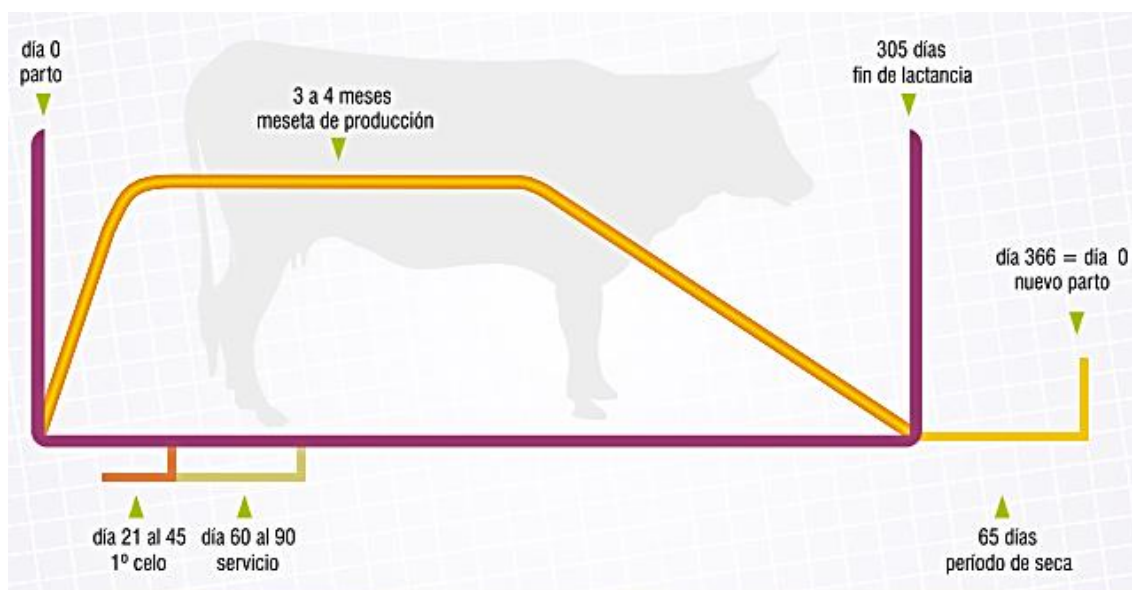 día 0
parto
3 a 4 meses
meseta de producción
305 días
fin de lactancia
día 366 = dia 0
nuevo parto
día 21 al 45
1º celo
día 60 al 90
servicio
65 días
período de seca